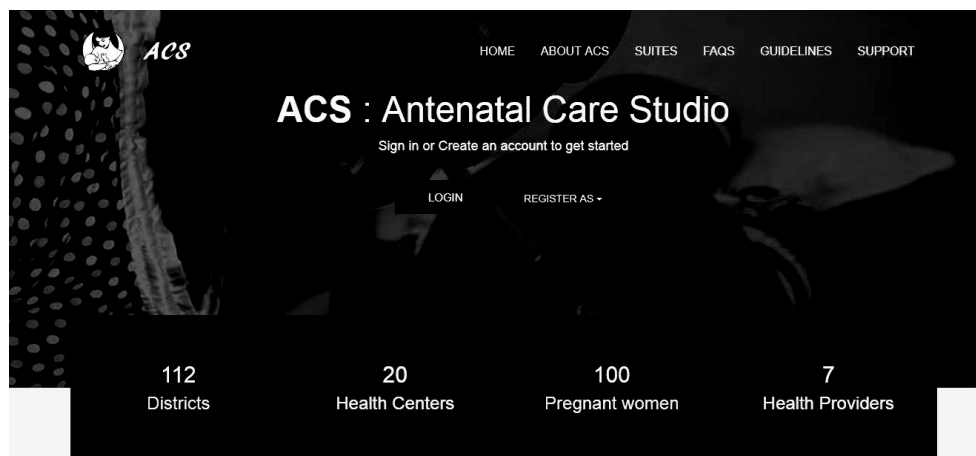 ACS
HOME ABOUT ACS SUITES FAQS GUIDELINES SUPPORT
ACS : Antenatal Care Studio
Sign in or Create an account to get started
LOGIN REGISTER AS
112 20 100 7
Districts Health Centers Pregnant women Health Providers